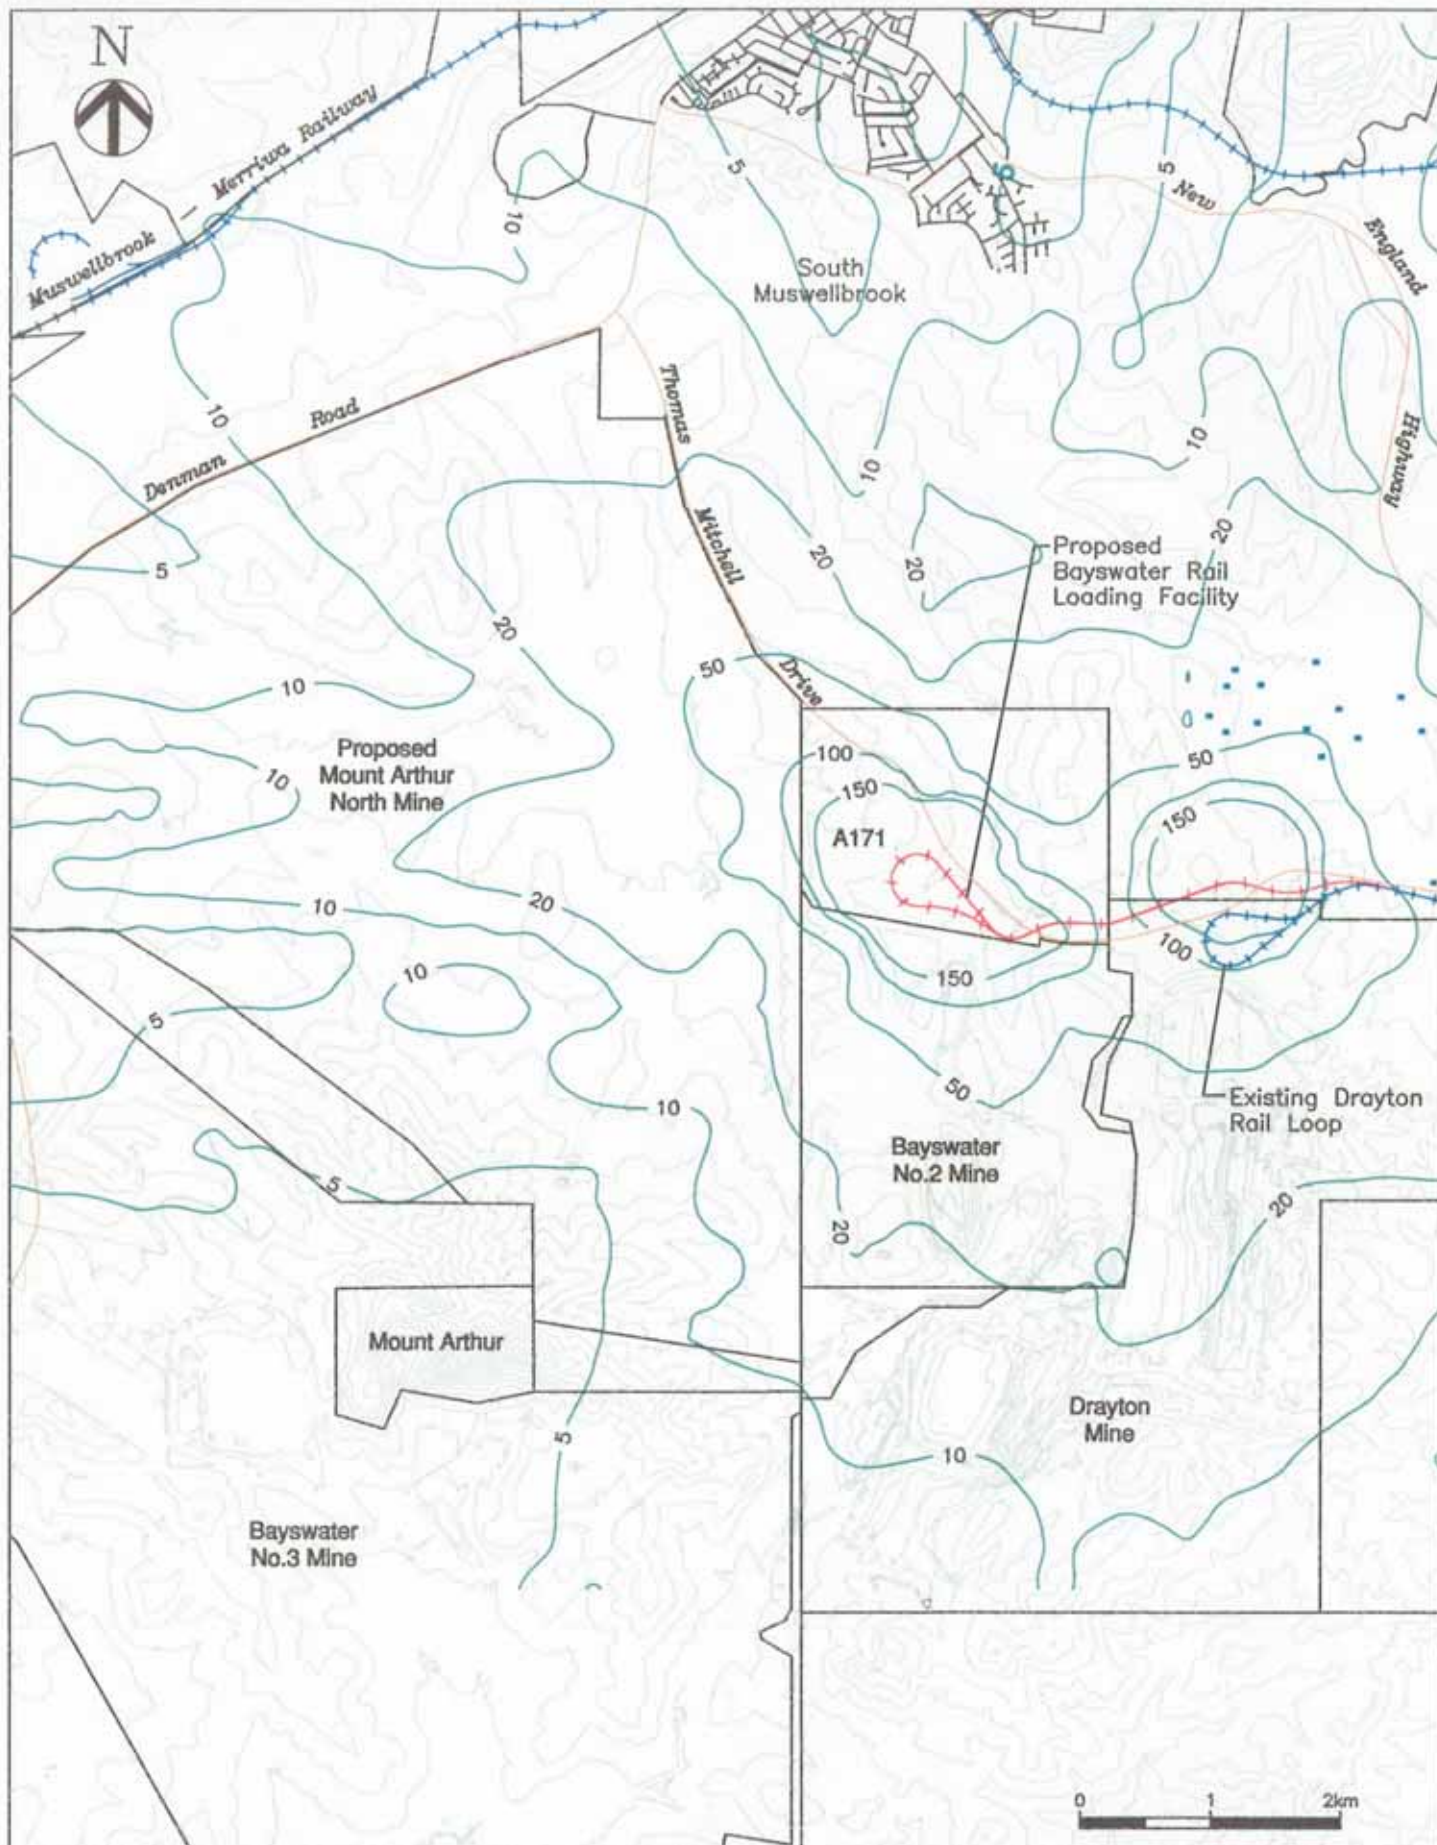 N
Muswellbrook – Merriwa Railway
5
5
New
England
Highway
10
South
Muswellbrook
10
Denman Road
Thomas
Mitchell
Drive
10
10
5
20
20
20
20
Proposed
Bayswater Rail
Loading Facility
10
50
Proposed
Mount Arthur
North Mine
10
100
150
50
150
A171
10
20
10
150
100
5
50
Existing Drayton
Rail Loop
10
Bayswater
No.2 Mine
5
20
20
Mount Arthur
Drayton
Mine
5
10
Bayswater
No.3 Mine
0 1 2km